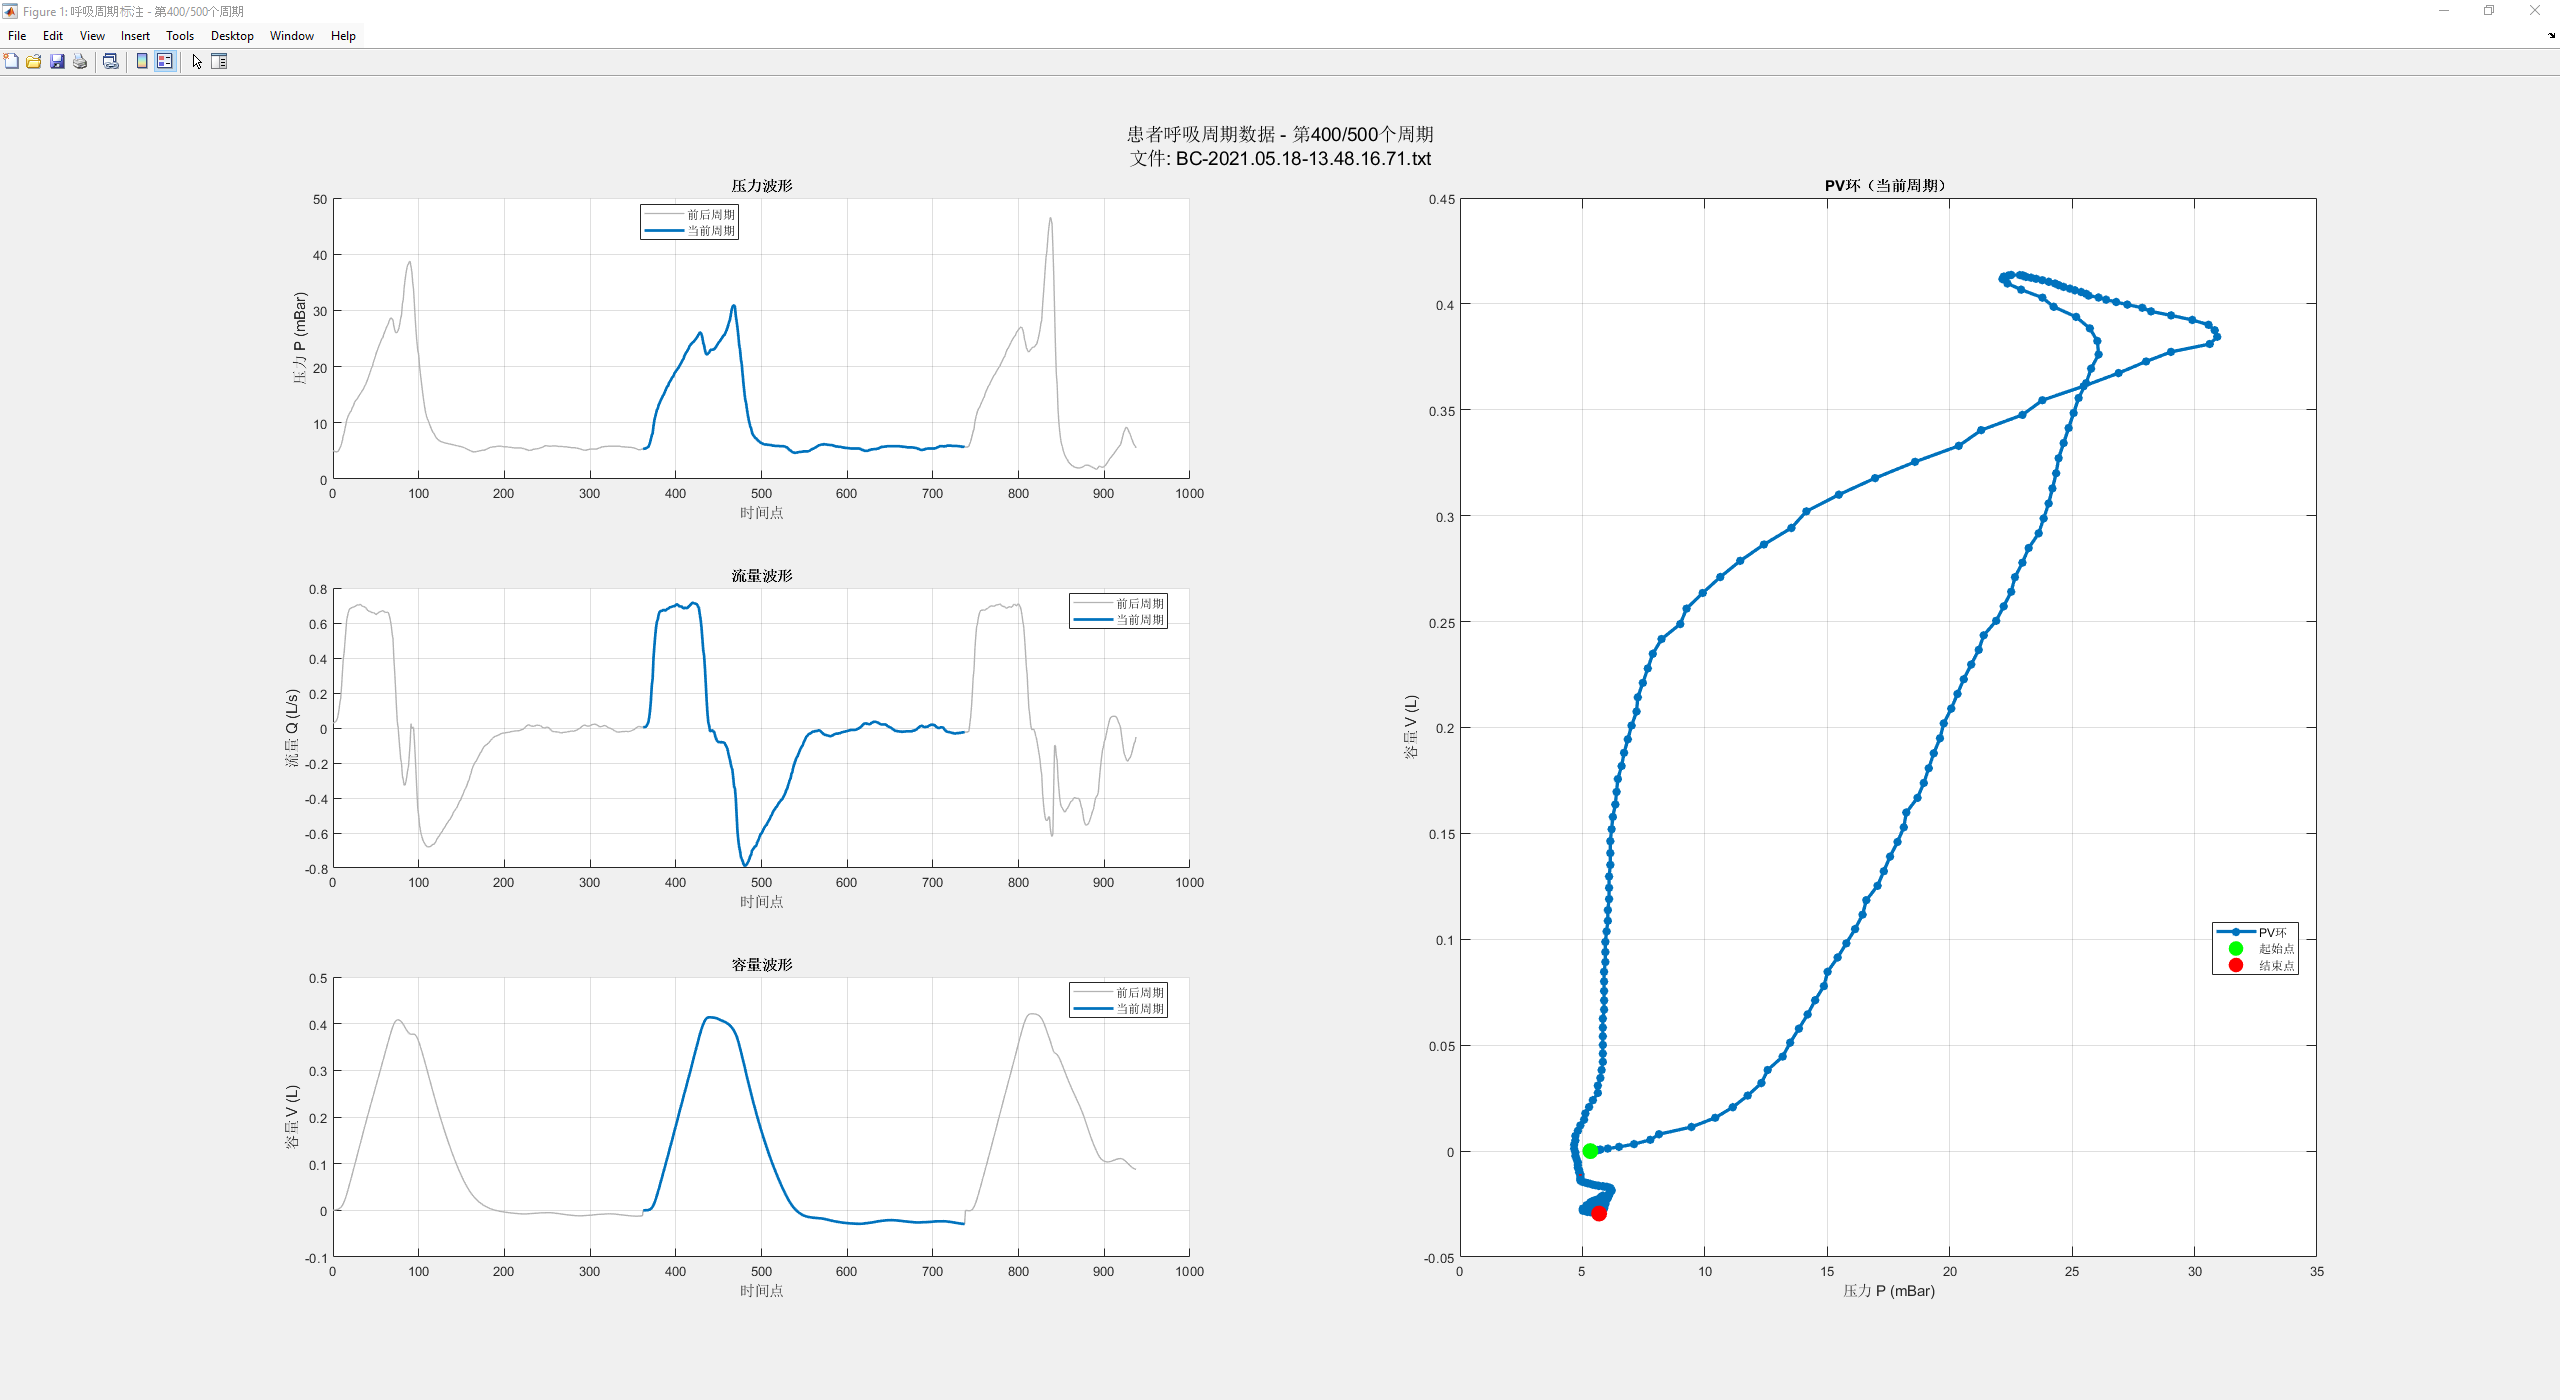 Figure 1: 呼吸周期标注 - 第400/500个周期
File Edit View Insert Tools Desktop Window Help
患者呼吸周期数据 - 第400/500个周期
文件: BC-2021.05.18-13.48.16.71.txt
压力波形
50
40
30
20
10
0
压力 P (mBar)
前后周期
当前周期
0 100 200 300 400 500 600 700 800 900 1000
时间点
流量波形
0.8
0.6
0.4
0.2
0
-0.2
-0.4
-0.6
-0.8
流量 Q (L/s)
前后周期
当前周期
0 100 200 300 400 500 600 700 800 900 1000
时间点
容量波形
0.5
0.4
0.3
0.2
0.1
0
-0.1
容量 V (L)
前后周期
当前周期
0 100 200 300 400 500 600 700 800 900 1000
时间点
PV环（当前周期）
0.45
0.4
0.35
0.3
0.25
0.2
0.15
0.1
0.05
0
-0.05
容量 V (L)
PV环
起始点
结束点
0 5 10 15 20 25 30 35
压力 P (mBar)